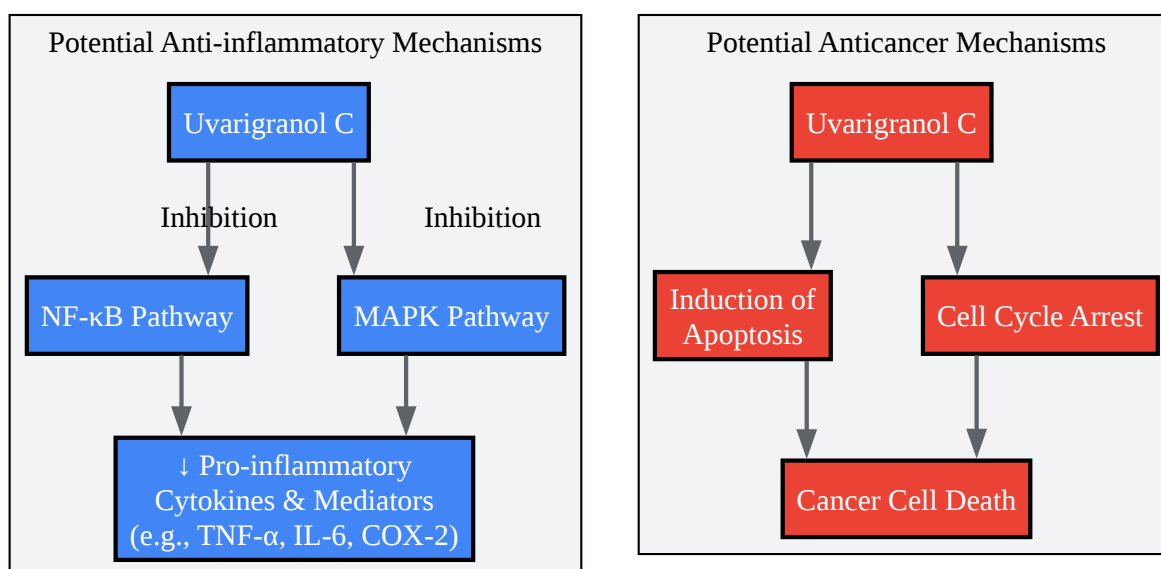 Potential Anti-inflammatory Mechanisms
Uvarigranol C
Inhibition
Inhibition
NF-κB Pathway
MAPK Pathway
↓ Pro-inflammatory
Cytokines & Mediators
(e.g., TNF-α, IL-6, COX-2)
Potential Anticancer Mechanisms
Uvarigranol C
Induction of
Apoptosis
Cell Cycle Arrest
Cancer Cell Death